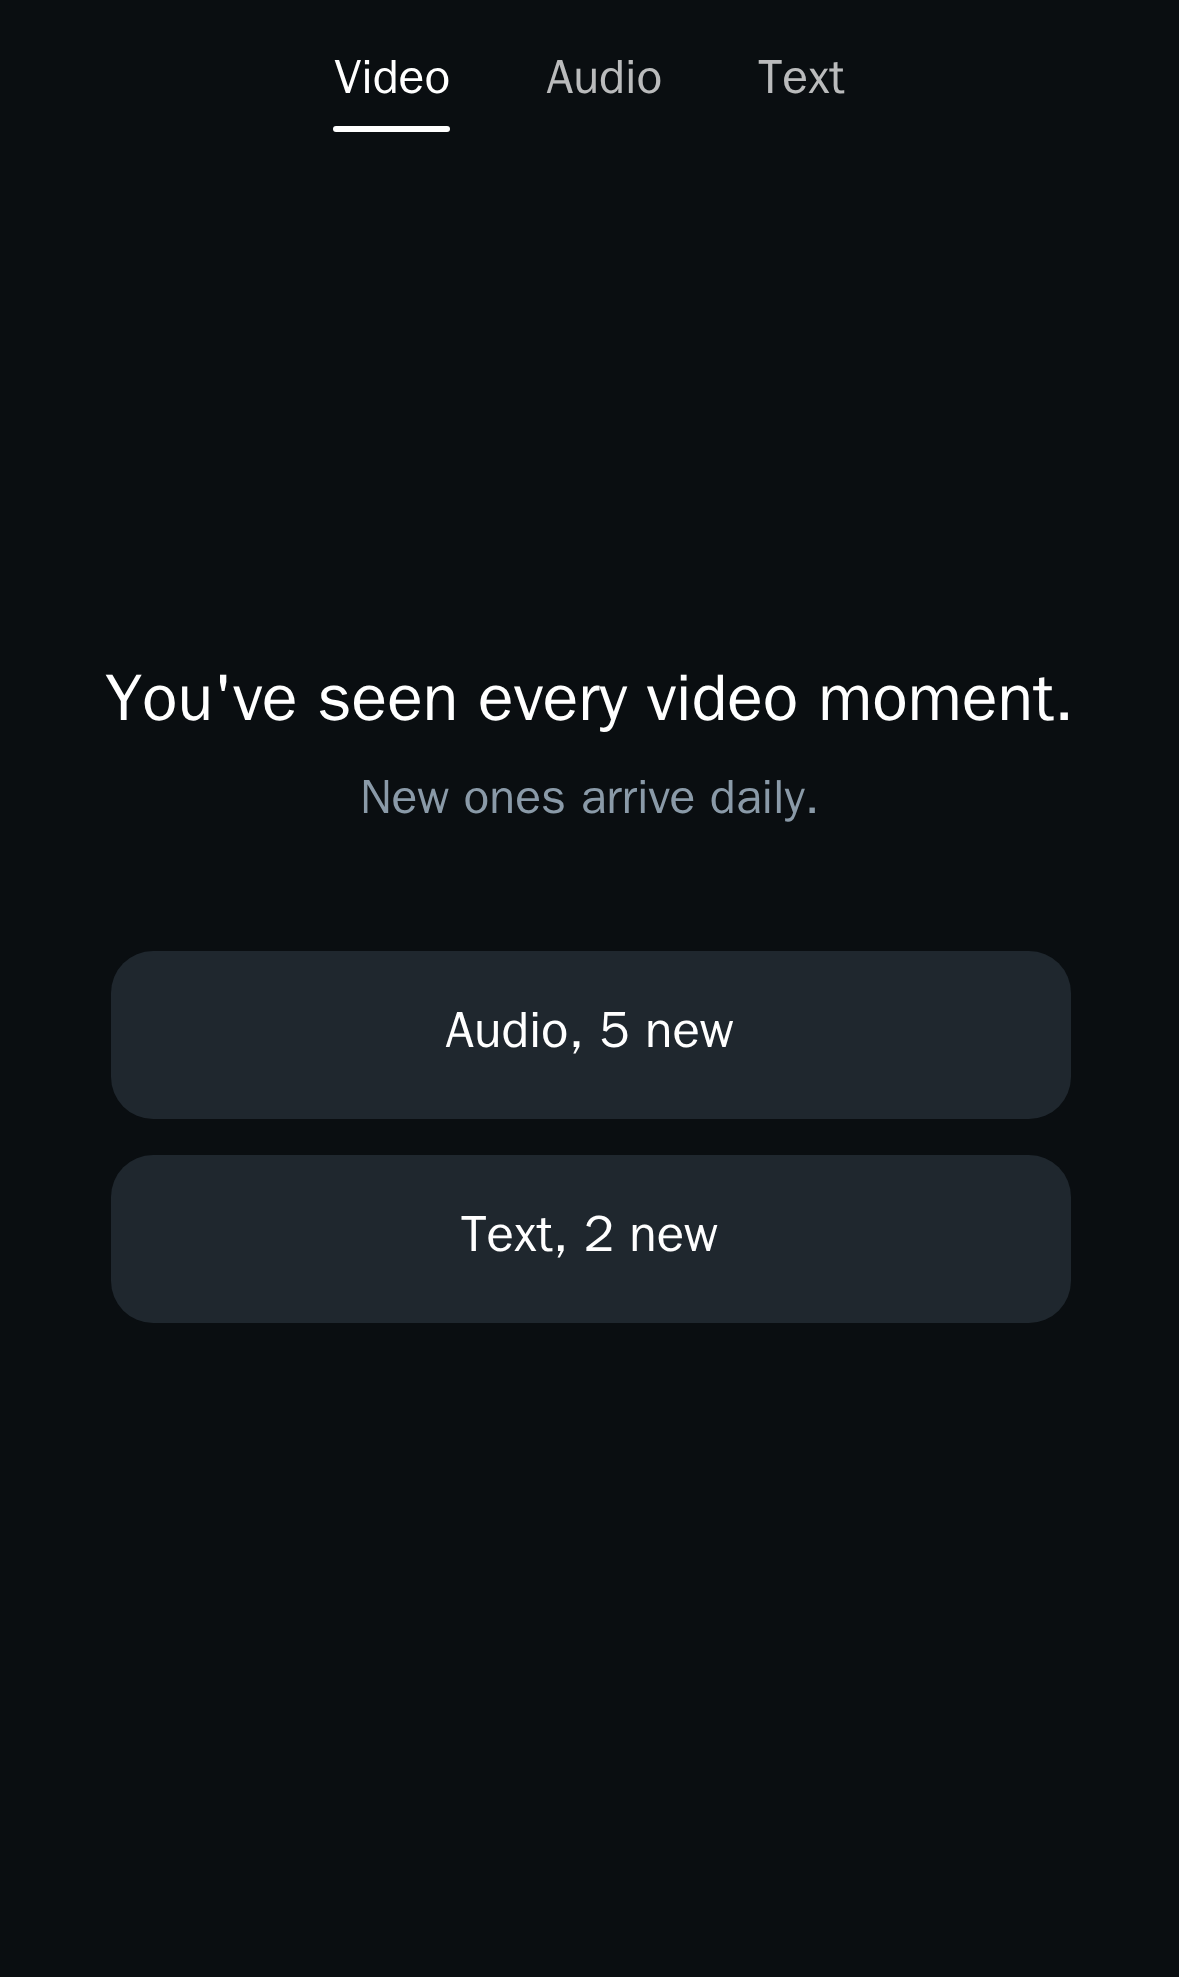 Video Audio Text
You've seen every video moment.
New ones arrive daily.
Audio, 5 new
Text, 2 new